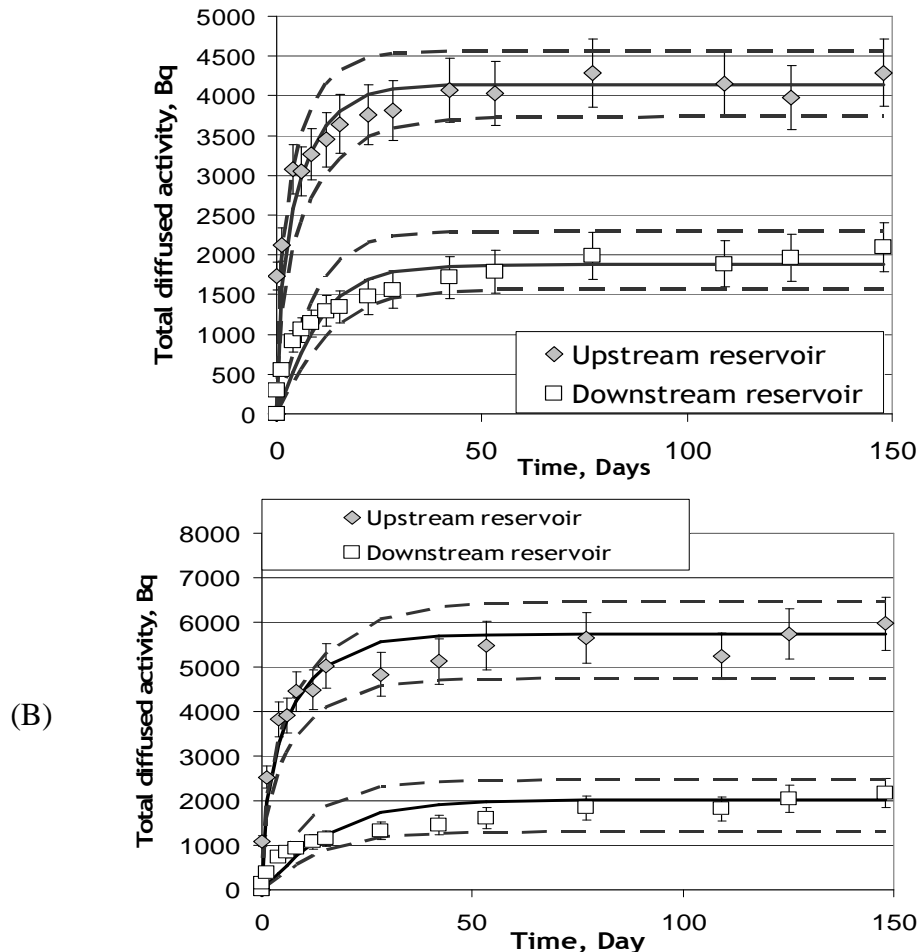 5000
4500
4000
3500
3000
2500
2000
1500
1000
500
0
Total diffused activity, Bq
Upstream reservoir
Downstream reservoir
0 50 100 150
Time, Days
(B)
Upstream reservoir
Downstream reservoir
8000
7000
6000
5000
4000
3000
2000
1000
0
Total diffused activity, Bq
0 50 100 150
Time, Day